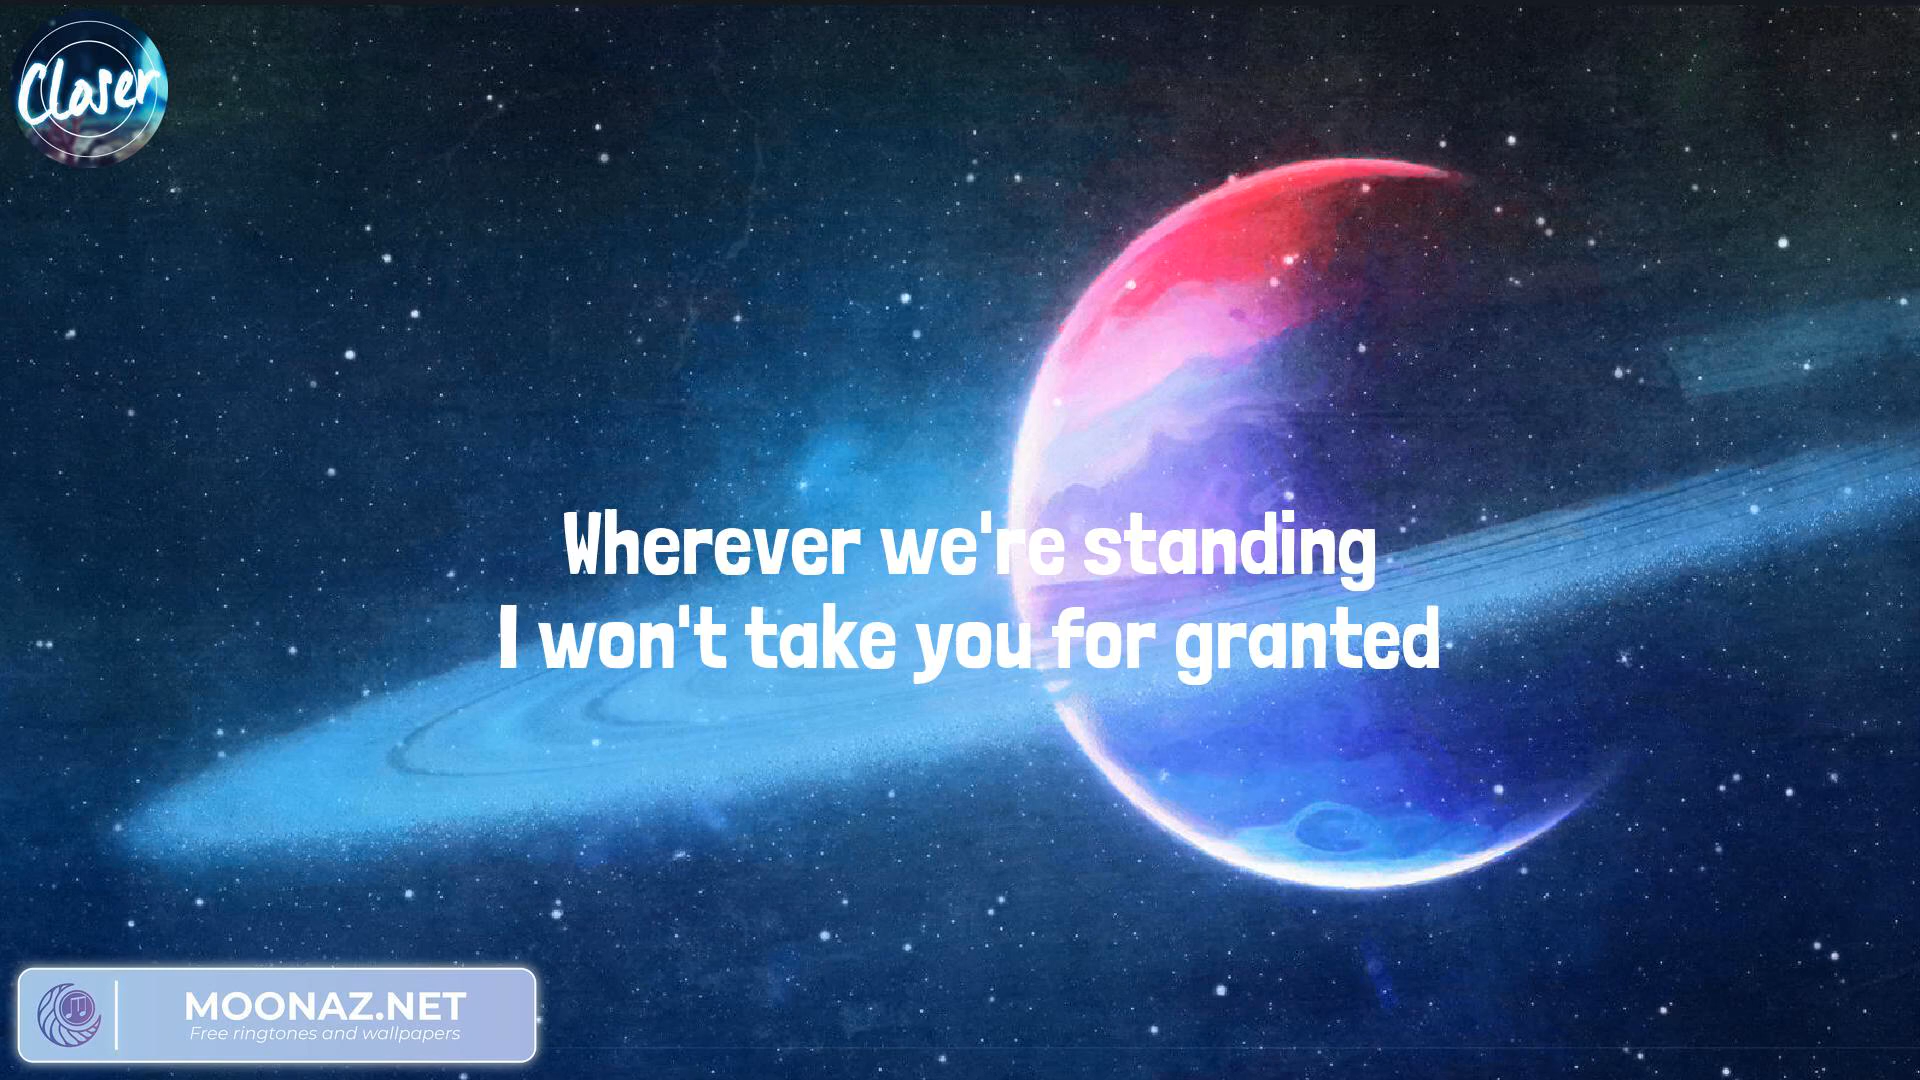 Closer
Wherever we're standing
I won't take you for granted
MOONAZ.NET
Free ringtones and wallpapers